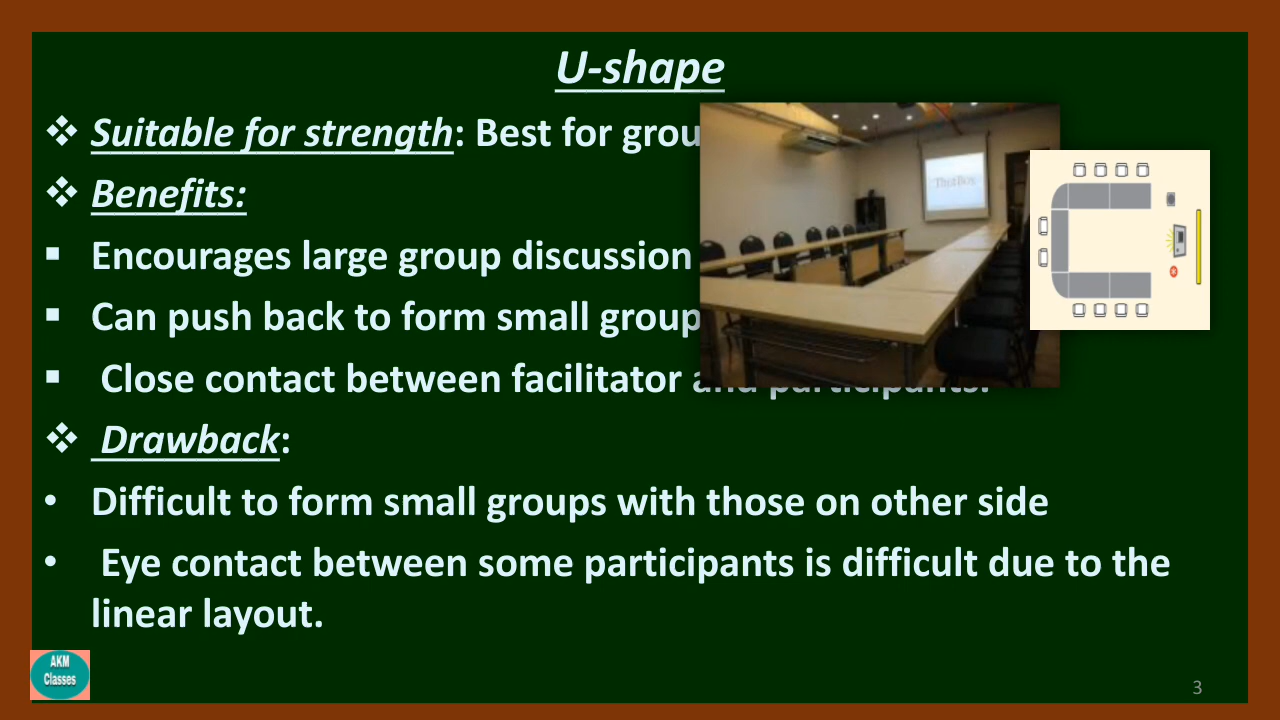 U-shape
❖ Suitable for strength: Best for
❖ Benefits:
▪ Encourages large group discussion
▪ Can push back to form small
▪ Close contact between facilitator and participants.
❖ Drawback:
• Difficult to form small groups with those on other side
• Eye contact between some participants is difficult due to the
linear layout.
AKM
Classes
3